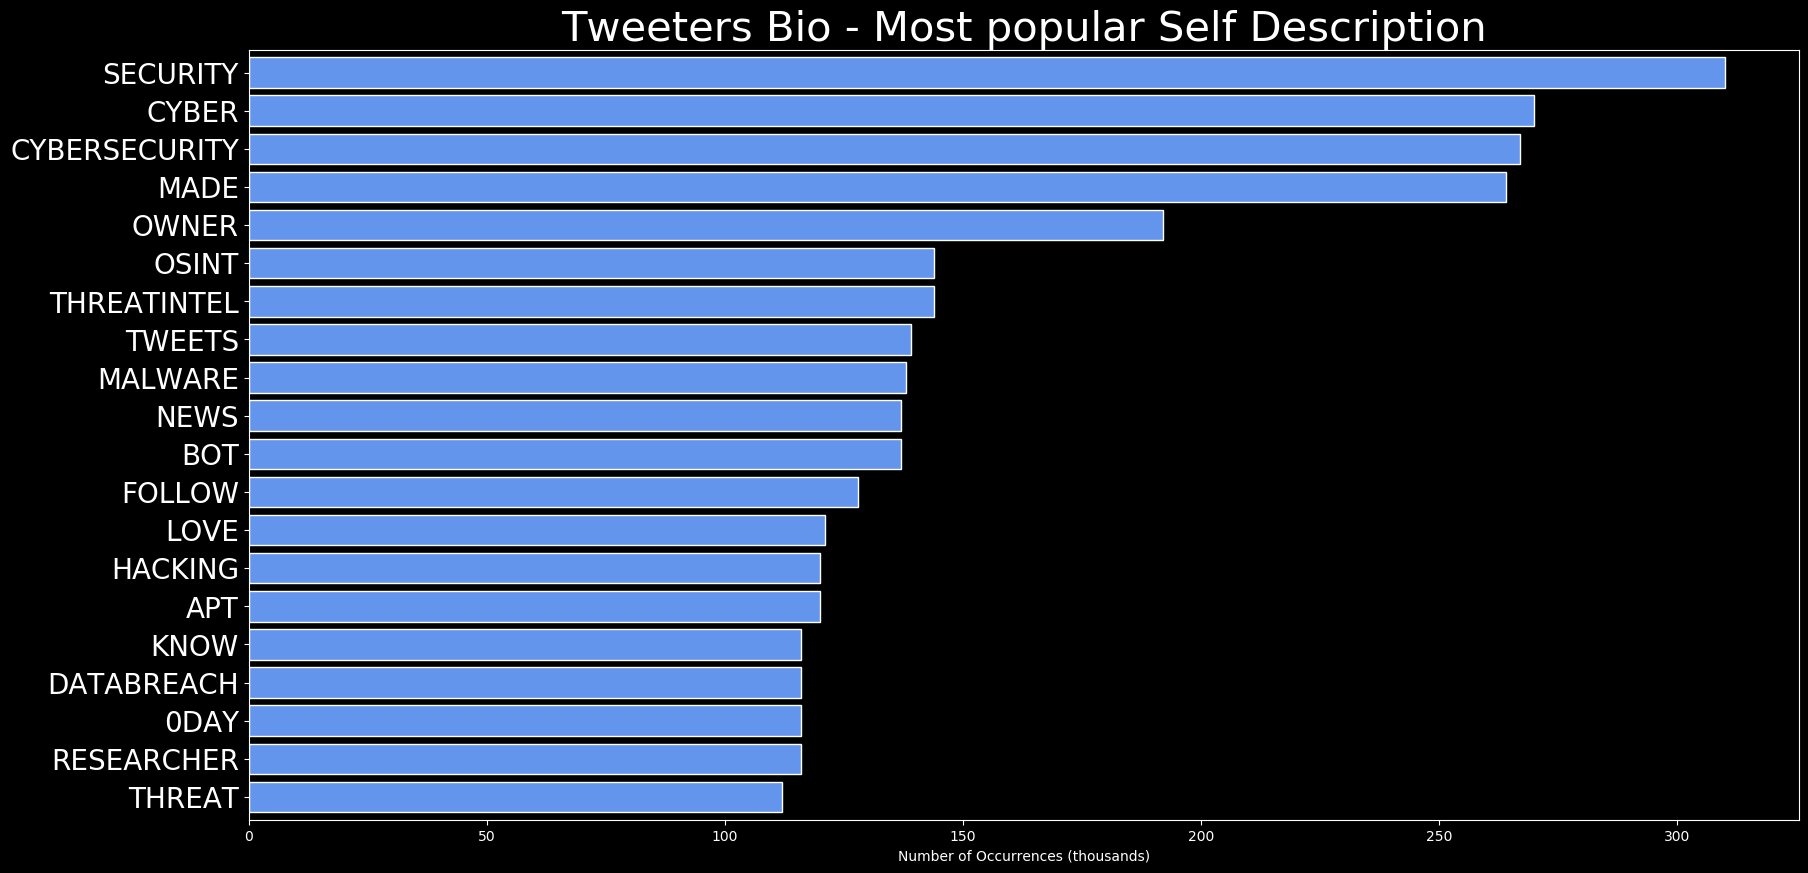 Tweeters Bio - Most popular Self Description
SECURITY
CYBER
CYBERSECURITY
MADE
OWNER
OSINT
THREATINTEL
TWEETS
MALWARE
NEWS
BOT
FOLLOW
LOVE
HACKING
APT
KNOW
DATABREACH
0DAY
RESEARCHER
THREAT
0 50 100 150 200 250 300
Number of Occurrences (thousands)